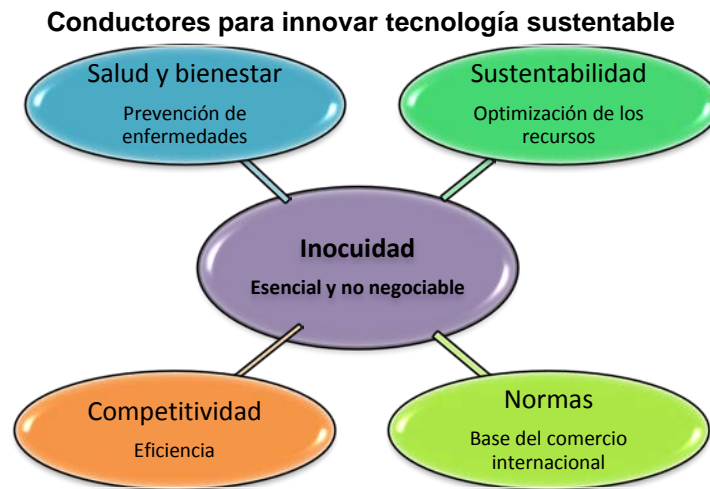 Conductores para innovar tecnología sustentable
Salud y bienestar
Prevención de
enfermedades
Sustentabilidad
Optimización de los
recursos
Inocuidad
Esencial y no negociable
Competitividad
Eficiencia
Normas
Base del comercio
internacional